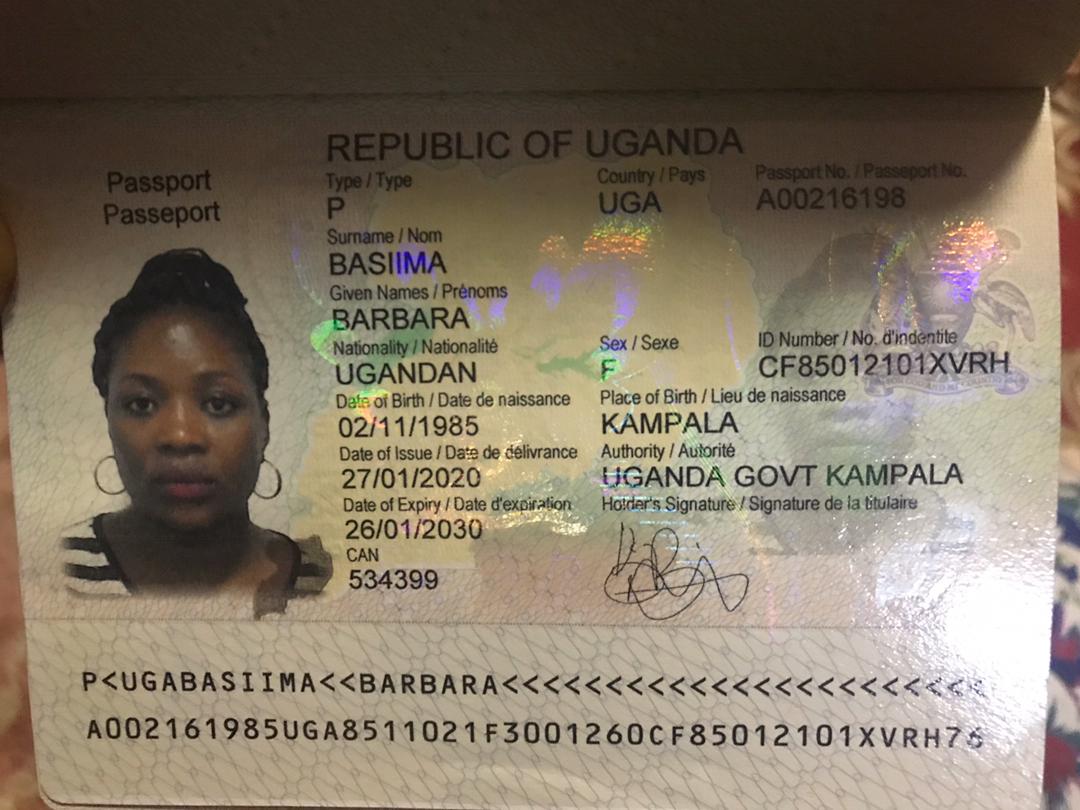 REPUBLIC OF UGANDA
Passport
Passeport
Type / Type
P
Country / Pays
UGA
Passport No. / Passeport No.
A00216198
Surname / Nom
BASIIMA
Given Names / Prénoms
BARBARA
Nationality / Nationalité
UGANDAN
Sex / Sexe
F
ID Number / No. d'indentite
CF85012101XVRH
Date of Birth / Date de naissance
02/11/1985
Place of Birth / Lieu de naissance
KAMPALA
Date of Issue / Date de délivrance
27/01/2020
Authority / Autorité
UGANDA GOVT KAMPALA
Date of Expiry / Date d'expiration
26/01/2030
Holder's Signature / Signature de la titulaire
CAN
534399
P<UGABASIIMA<<BARBARA<<<<<<<<<<<<<<<<<<<<<<<
A002161985UGA8511021F3001260CF85012101XVRH76